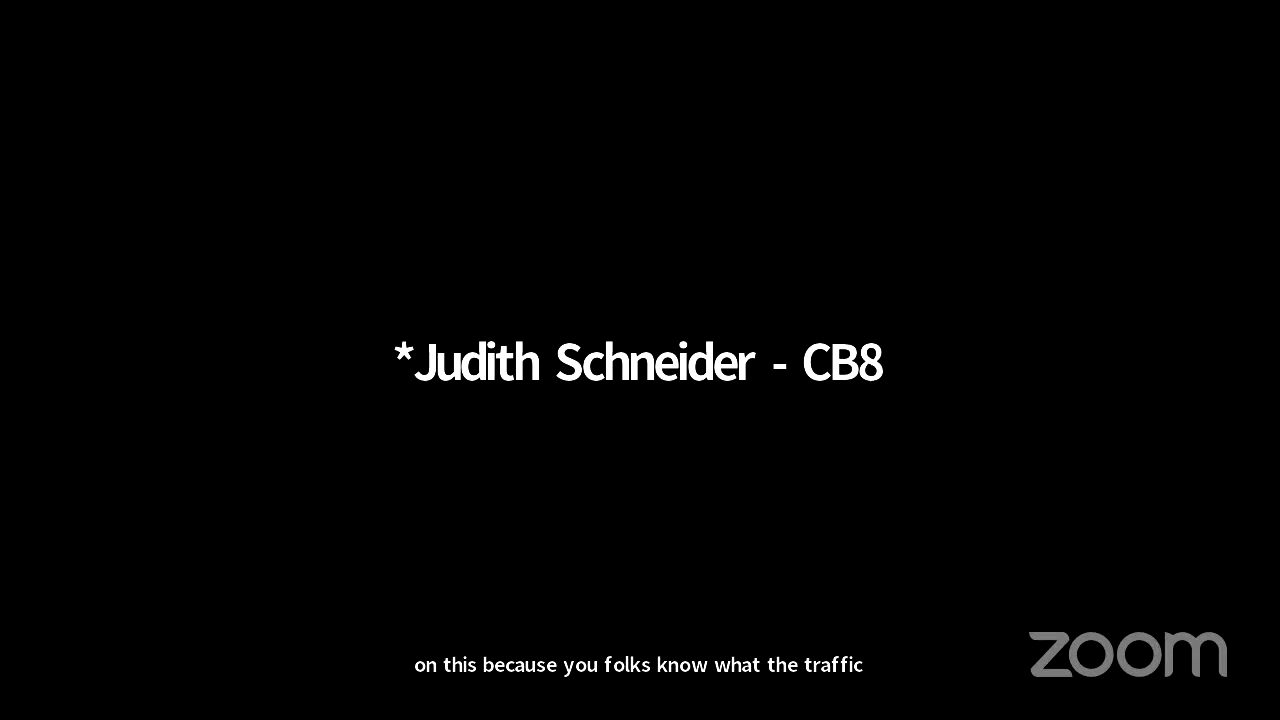 *Judith Schneider - CB8
on this because you folks know what the traffic
zoom